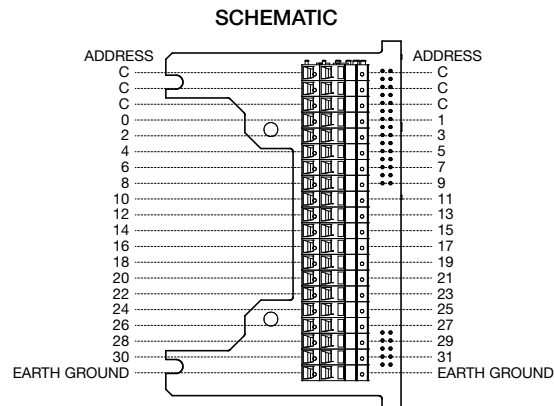 SCHEMATIC
ADDRESS ADDRESS
C C
C C
C C
0 1
2 3
4 5
6 7
8 9
10 11
12 13
14 15
16 17
18 19
20 21
22 23
24 25
26 27
28 29
30 31
EARTH GROUND EARTH GROUND